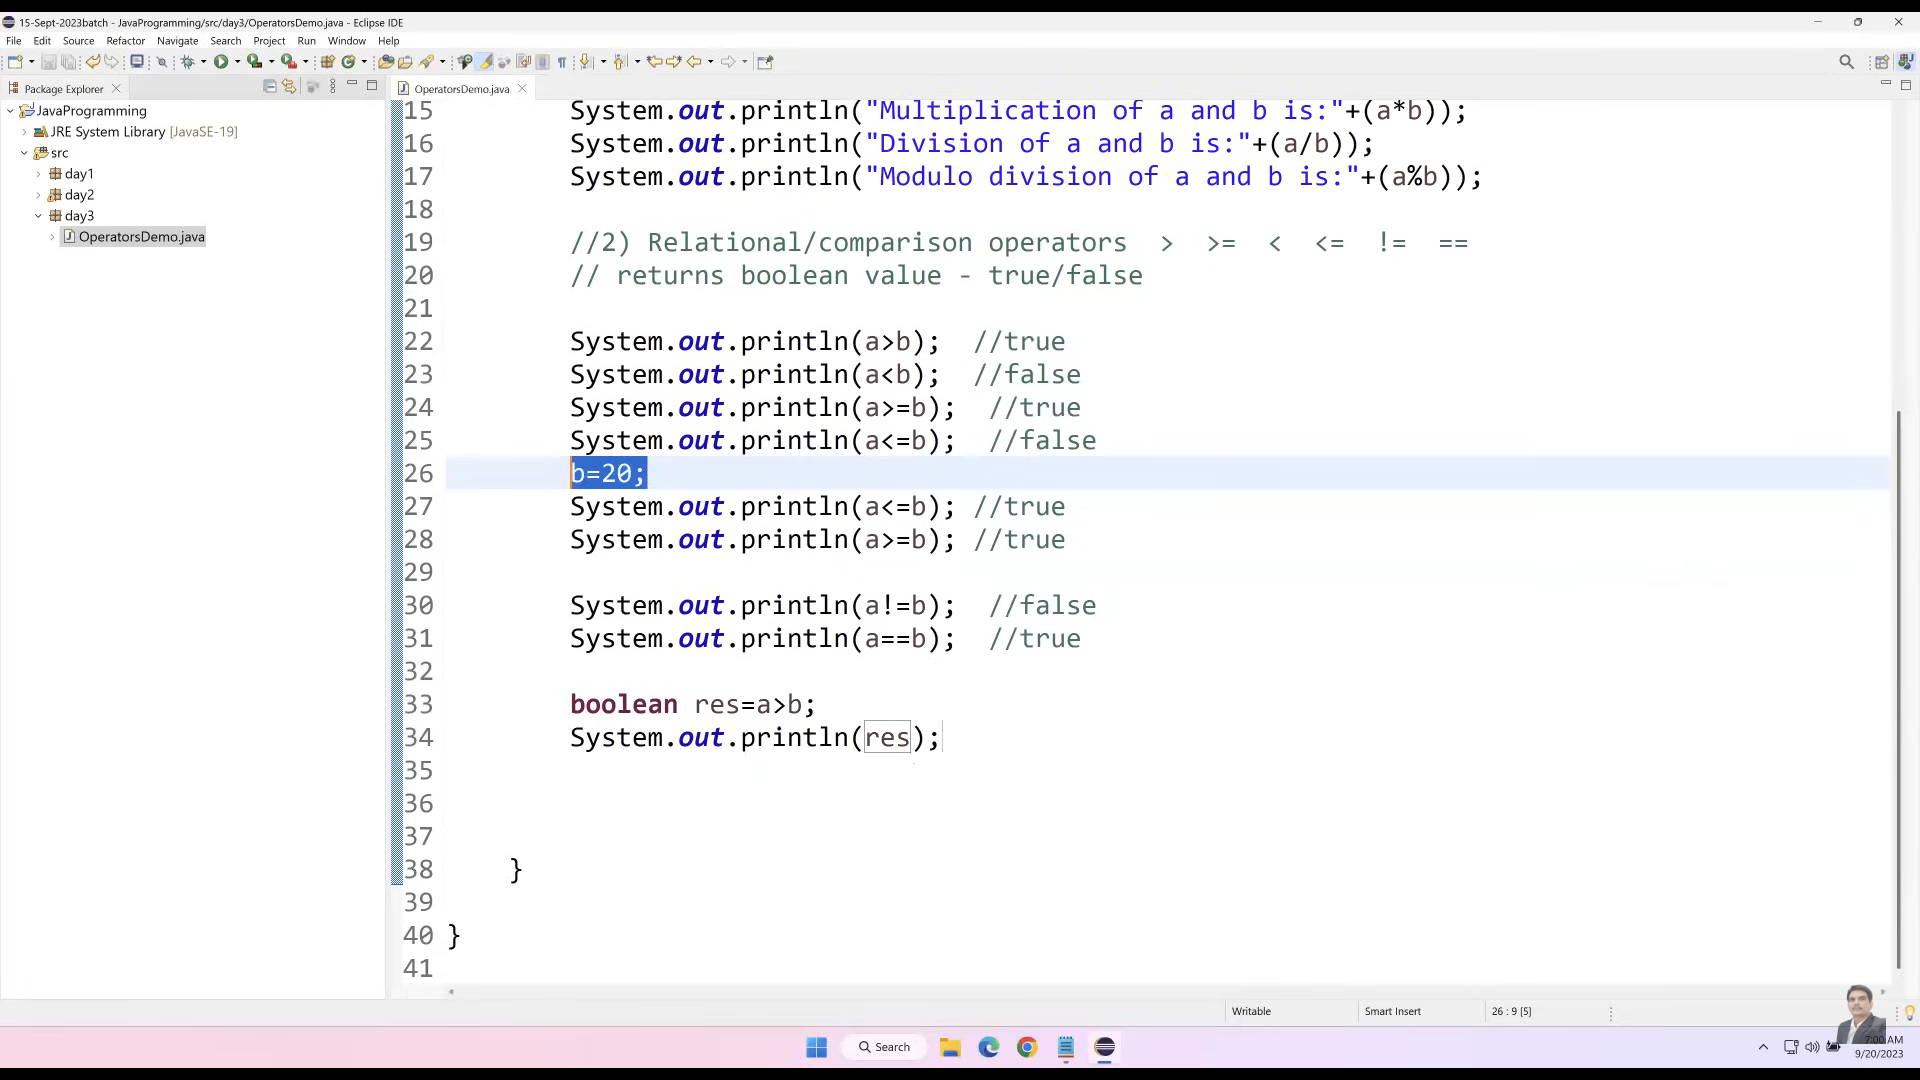 15-Sept-2023batch - JavaProgramming/src/day3/OperatorsDemo.java - Eclipse IDE
File Edit Source Refactor Navigate Search Project Run Window Help
Package Explorer
OperatorsDemo.java
JavaProgramming
JRE System Library [JavaSE-19]
src
day1
day2
day3
OperatorsDemo.java
15 System.out.println("Multiplication of a and b is:"+(a*b));
16 System.out.println("Division of a and b is:"+(a/b));
17 System.out.println("Modulo division of a and b is:"+(a%b));
18
19 //2) Relational/comparison operators > >= < <= != ==
20 // returns boolean value - true/false
21
22 System.out.println(a>b); //true
23 System.out.println(a<b); //false
24 System.out.println(a>=b); //true
25 System.out.println(a<=b); //false
26 b=20;
27 System.out.println(a<=b); //true
28 System.out.println(a>=b); //true
29
30 System.out.println(a!=b); //false
31 System.out.println(a==b); //true
32
33 boolean res=a>b;
34 System.out.println(res);
35
36
37
38 }
39
40 }
41
Writable Smart Insert 26 : 9 [5]
Search
7:00 AM
9/20/2023